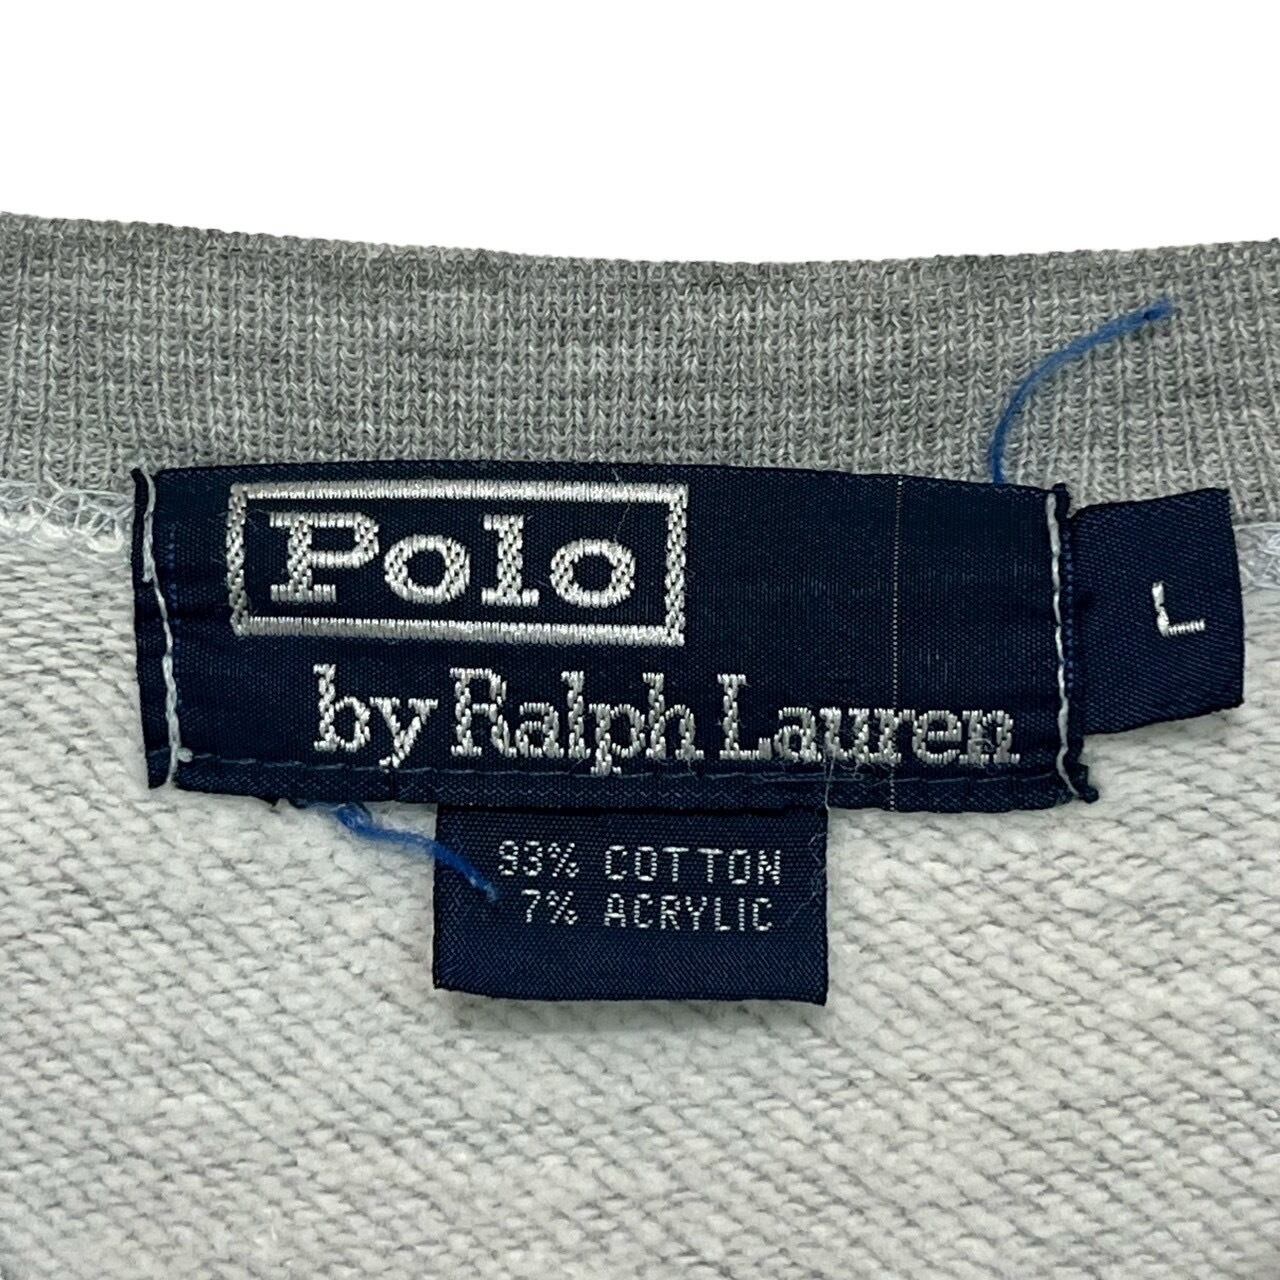 Polo
by Ralph Lauren
L
93% COTTON
7% ACRYLIC